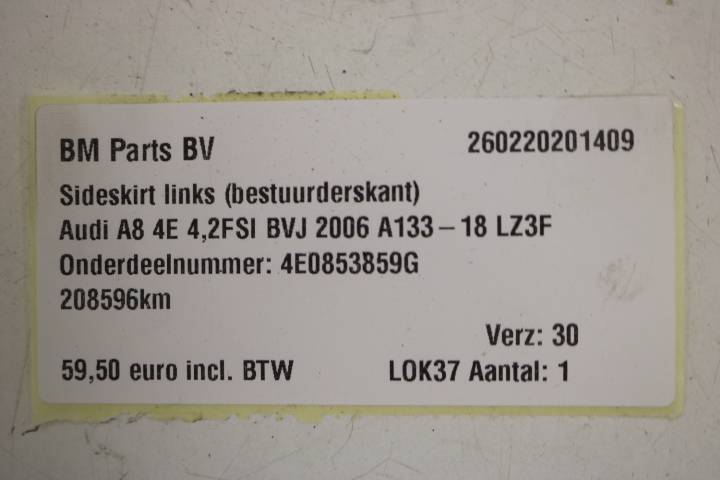 BM Parts BV 260220201409
Sideskirt links (bestuurderskant)
Audi A8 4E 4,2FSI BVJ 2006 A133-18 LZ3F
Onderdeelnummer: 4E0853859G
208596km
Verz: 30
59,50 euro incl. BTW LOK37 Aantal: 1